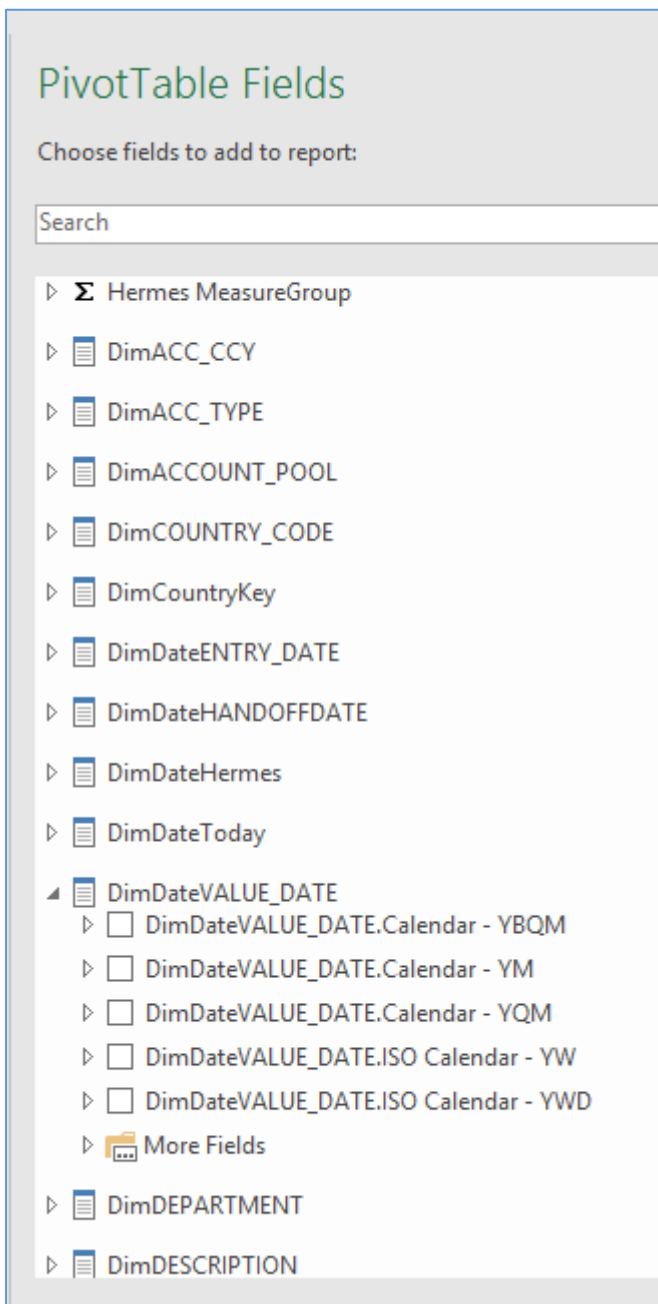 PivotTable Fields
Choose fields to add to report:
Search
Σ Hermes MeasureGroup
DimACC_CCY
DimACC_TYPE
DimACCOUNT_POOL
DimCOUNTRY_CODE
DimCountryKey
DimDateENTRY_DATE
DimDateHANDOFFDATE
DimDateHermes
DimDateToday
DimDateVALUE_DATE
DimDateVALUE_DATE.Calendar - YBQM
DimDateVALUE_DATE.Calendar - YM
DimDateVALUE_DATE.Calendar - YQM
DimDateVALUE_DATE.ISO Calendar - YW
DimDateVALUE_DATE.ISO Calendar - YWD
More Fields
DimDEPARTMENT
DimDESCRIPTION